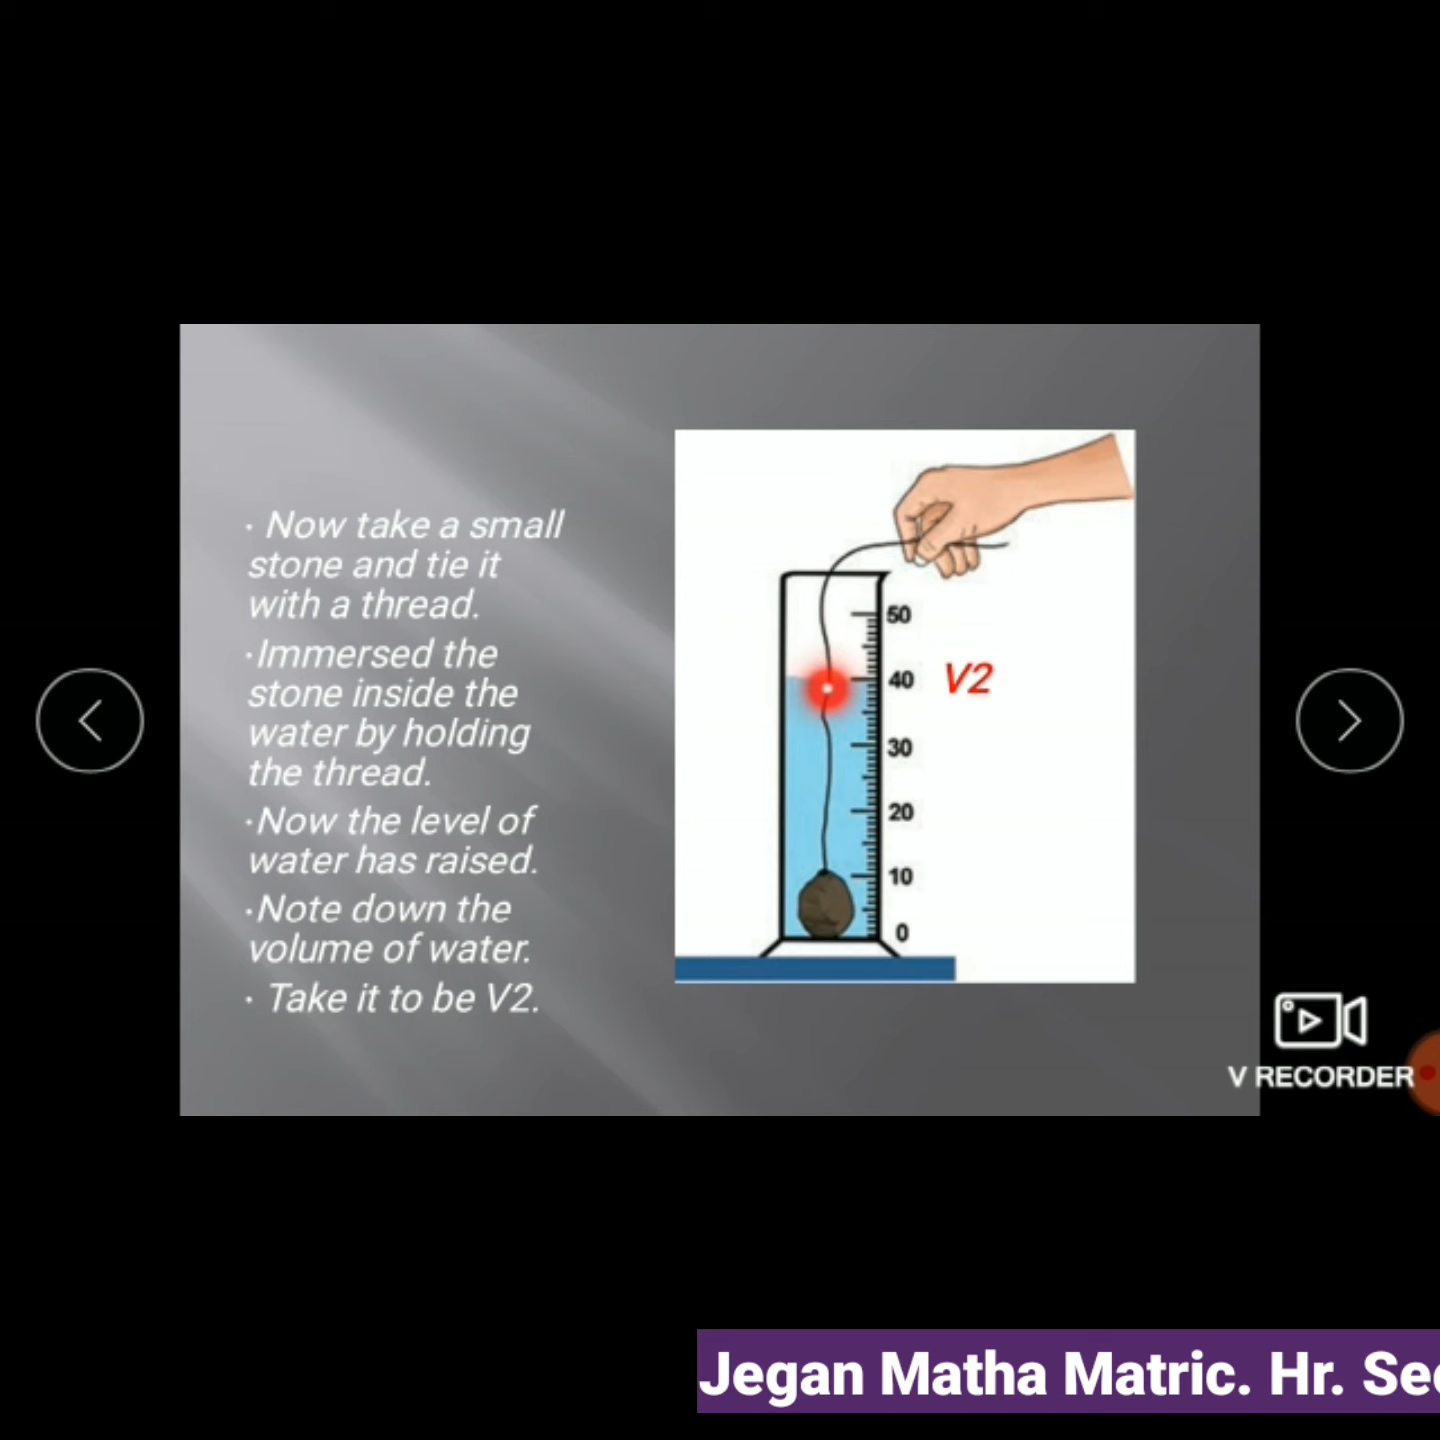 · Now take a small
stone and tie it
with a thread.
·Immersed the
stone inside the
water by holding
the thread.
·Now the level of
water has raised.
·Note down the
volume of water.
· Take it to be V2.
50
40
V2
30
20
10
0
V RECORDER
Jegan Matha Matric. Hr. Sec